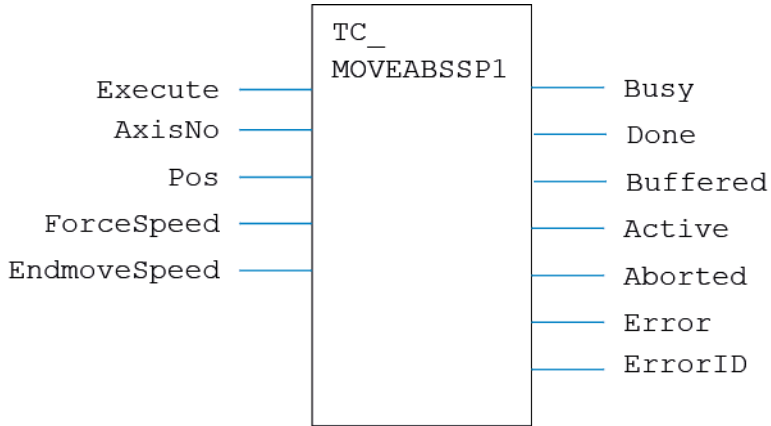 TC_
MOVEABSSP1
Execute
AxisNo
Pos
ForceSpeed
EndmoveSpeed
Busy
Done
Buffered
Active
Aborted
Error
ErrorID